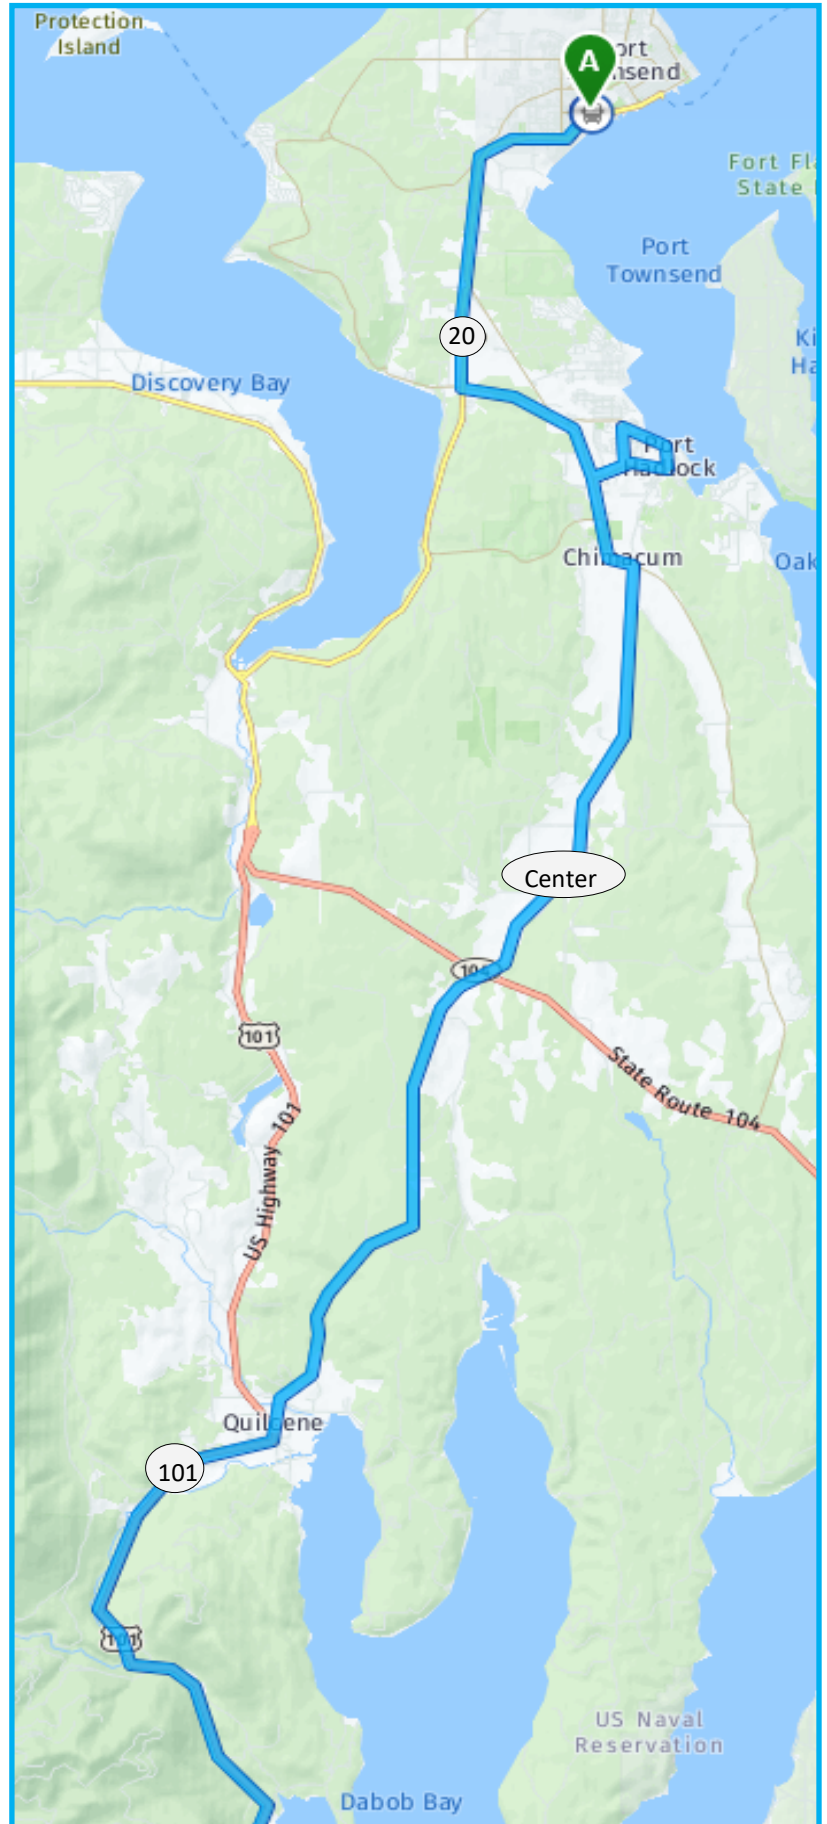 Protection
Island
A
Port
Townsend
Fort Fl
State
Port
Townsend
Ki
Ha
20
Discovery Bay
Port
Hadlock
Chimacum
Oak
Center
104
101
State Route 104
US Highway 101
Quilcene
101
101
US Naval
Reservation
Dabob Bay